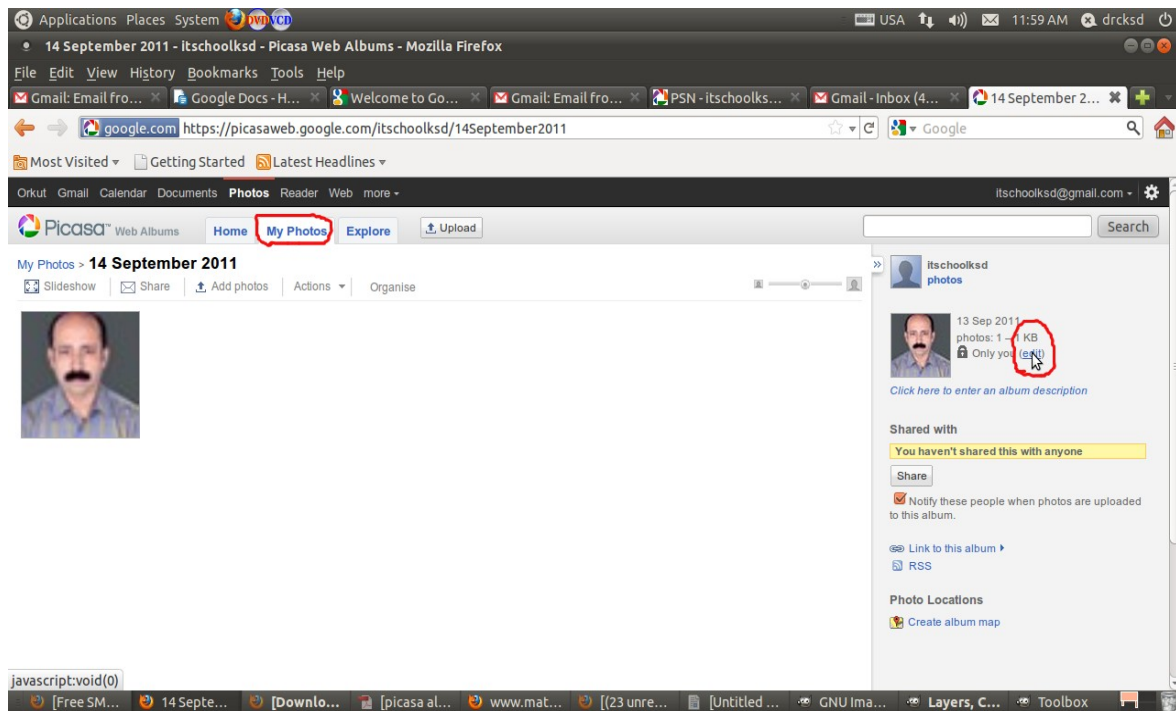 Applications Places System DVD VCD USA 11:59 AM drcksd
14 September 2011 - itschoolksd - Picasa Web Albums - Mozilla Firefox
File Edit View History Bookmarks Tools Help
Gmail: Email fro... Google Docs - H... Welcome to Go... Gmail: Email fro... PSN - itschoolks... Gmail - Inbox (4... 14 September 2...
google.com https://picasaweb.google.com/itschoolksd/14September2011 Google
Most Visited Getting Started Latest Headlines
Orkut Gmail Calendar Documents Photos Reader Web more itschoolksd@gmail.com
Picasa™ Web Albums Home My Photos Explore Upload Search
My Photos > 14 September 2011
Slideshow Share Add photos Actions Organise
itschoolksd
photos
13 Sep 2011
photos: 1 – 1 KB
Only you (edit)
Click here to enter an album description
Shared with
You haven't shared this with anyone
Share
Notify these people when photos are uploaded
to this album.
Link to this album
RSS
Photo Locations
Create album map
javascript:void(0)
[Free SM... 14 Septe... [Downlo... [picasa al... www.mat... [(23 unre... [Untitled ... GNU Ima... Layers, C... Toolbox